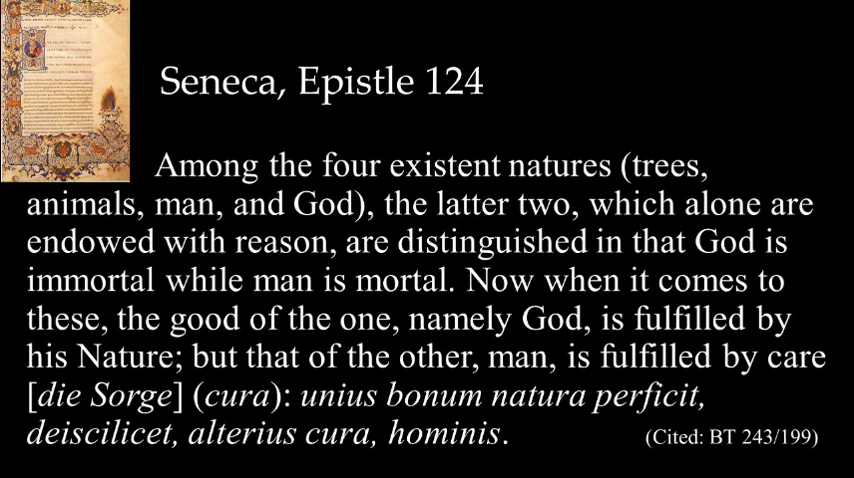 Seneca, Epistle 124
Among the four existent natures (trees,
animals, man, and God), the latter two, which alone are
endowed with reason, are distinguished in that God is
immortal while man is mortal. Now when it comes to
these, the good of the one, namely God, is fulfilled by
his Nature; but that of the other, man, is fulfilled by care
[die Sorge] (cura): unius bonum natura perficit,
deiscilicet, alterius cura, hominis.
(Cited: BT 243/199)